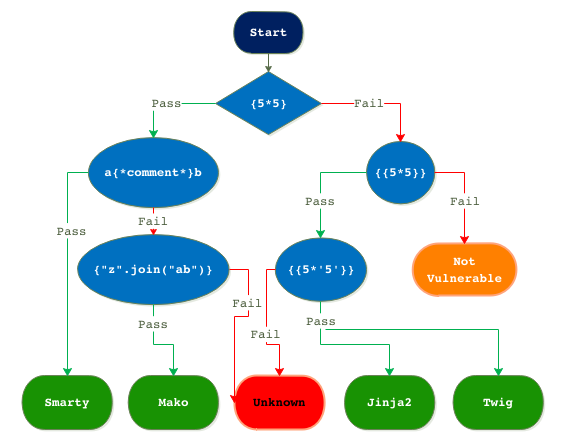 Start
{5*5}
Pass
Fail
a{*comment*}b
{{5*5}}
Pass
Fail
Pass
Fail
{"z".join("ab")}
{{5*'5'}}
Not
Vulnerable
Fail
Pass
Fail
Pass
Smarty
Mako
Unknown
Jinja2
Twig